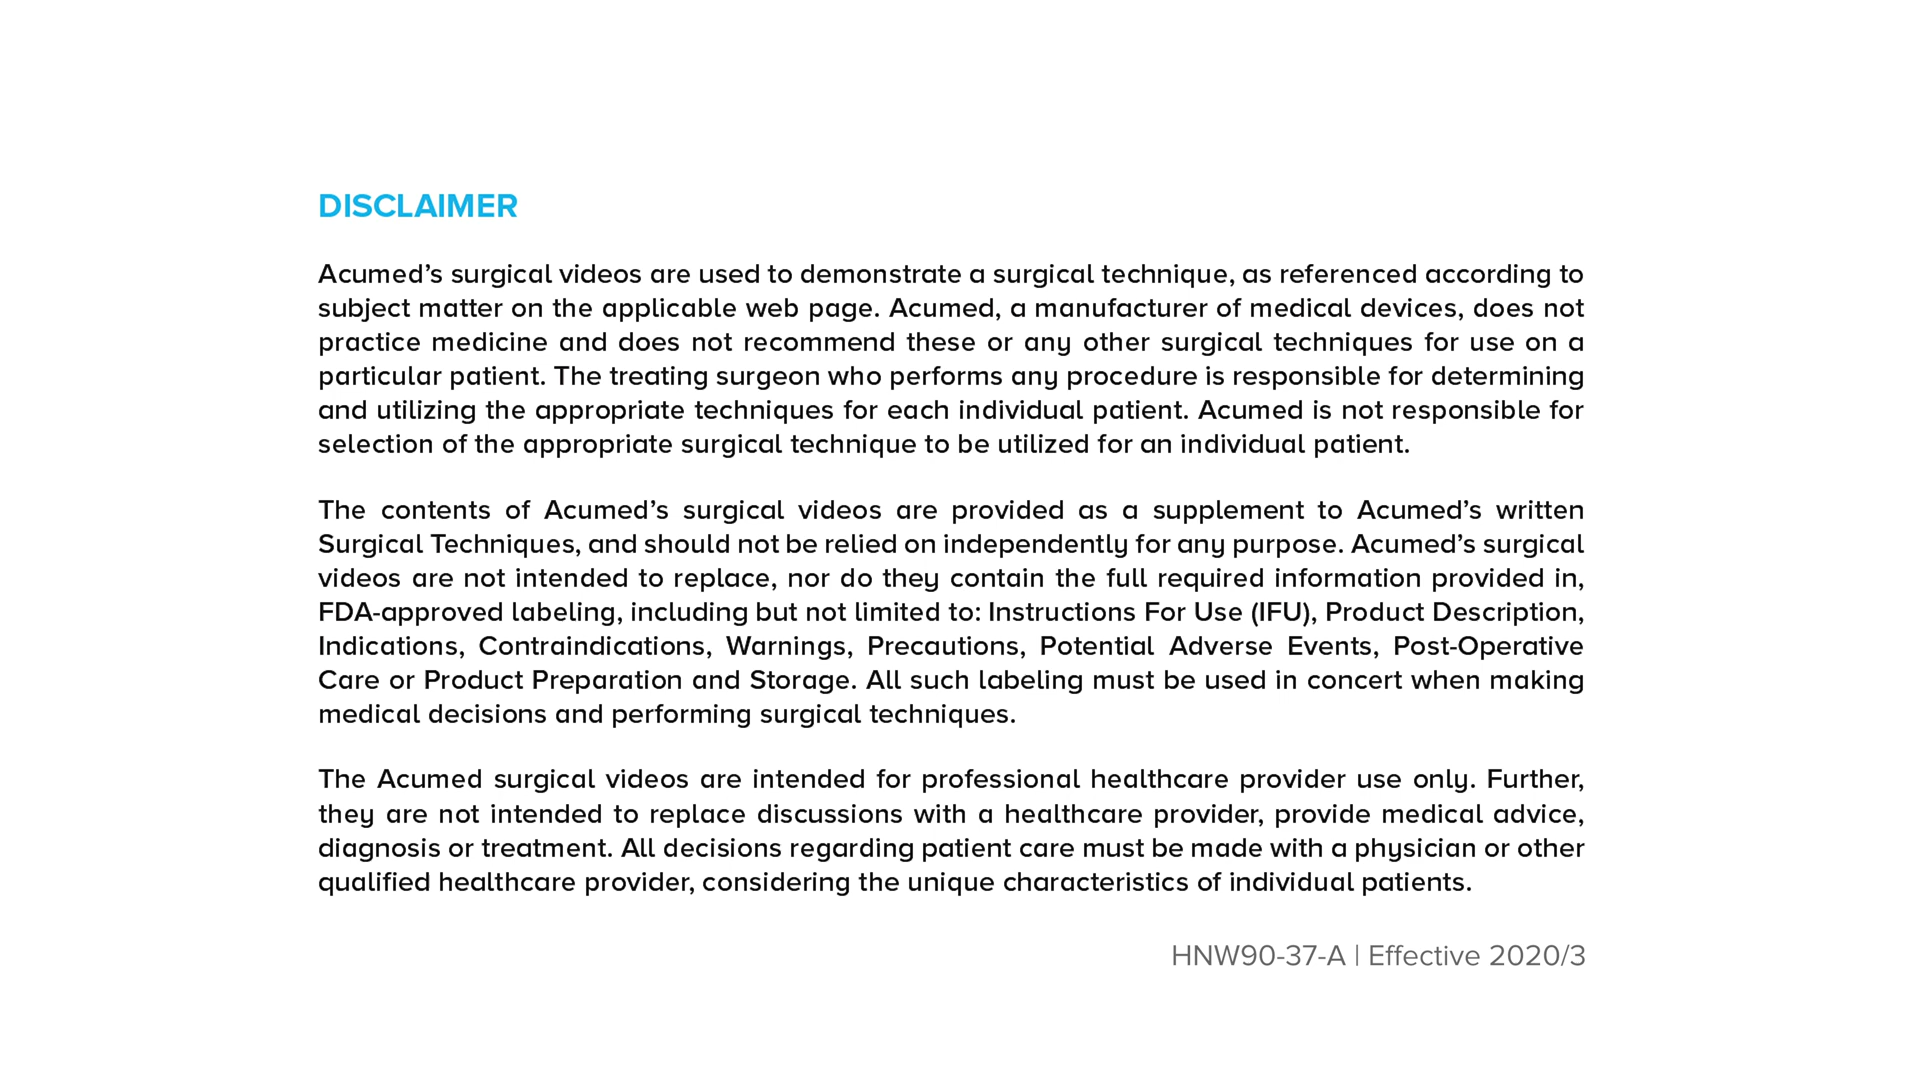 DISCLAIMER
Acumed’s surgical videos are used to demonstrate a surgical technique, as referenced according to
subject matter on the applicable web page. Acumed, a manufacturer of medical devices, does not
practice medicine and does not recommend these or any other surgical techniques for use on a
particular patient. The treating surgeon who performs any procedure is responsible for determining
and utilizing the appropriate techniques for each individual patient. Acumed is not responsible for
selection of the appropriate surgical technique to be utilized for an individual patient.
The contents of Acumed’s surgical videos are provided as a supplement to Acumed’s written
Surgical Techniques, and should not be relied on independently for any purpose. Acumed’s surgical
videos are not intended to replace, nor do they contain the full required information provided in,
FDA-approved labeling, including but not limited to: Instructions For Use (IFU), Product Description,
Indications, Contraindications, Warnings, Precautions, Potential Adverse Events, Post-Operative
Care or Product Preparation and Storage. All such labeling must be used in concert when making
medical decisions and performing surgical techniques.
The Acumed surgical videos are intended for professional healthcare provider use only. Further,
they are not intended to replace discussions with a healthcare provider, provide medical advice,
diagnosis or treatment. All decisions regarding patient care must be made with a physician or other
qualified healthcare provider, considering the unique characteristics of individual patients.
HNW90-37-A | Effective 2020/3